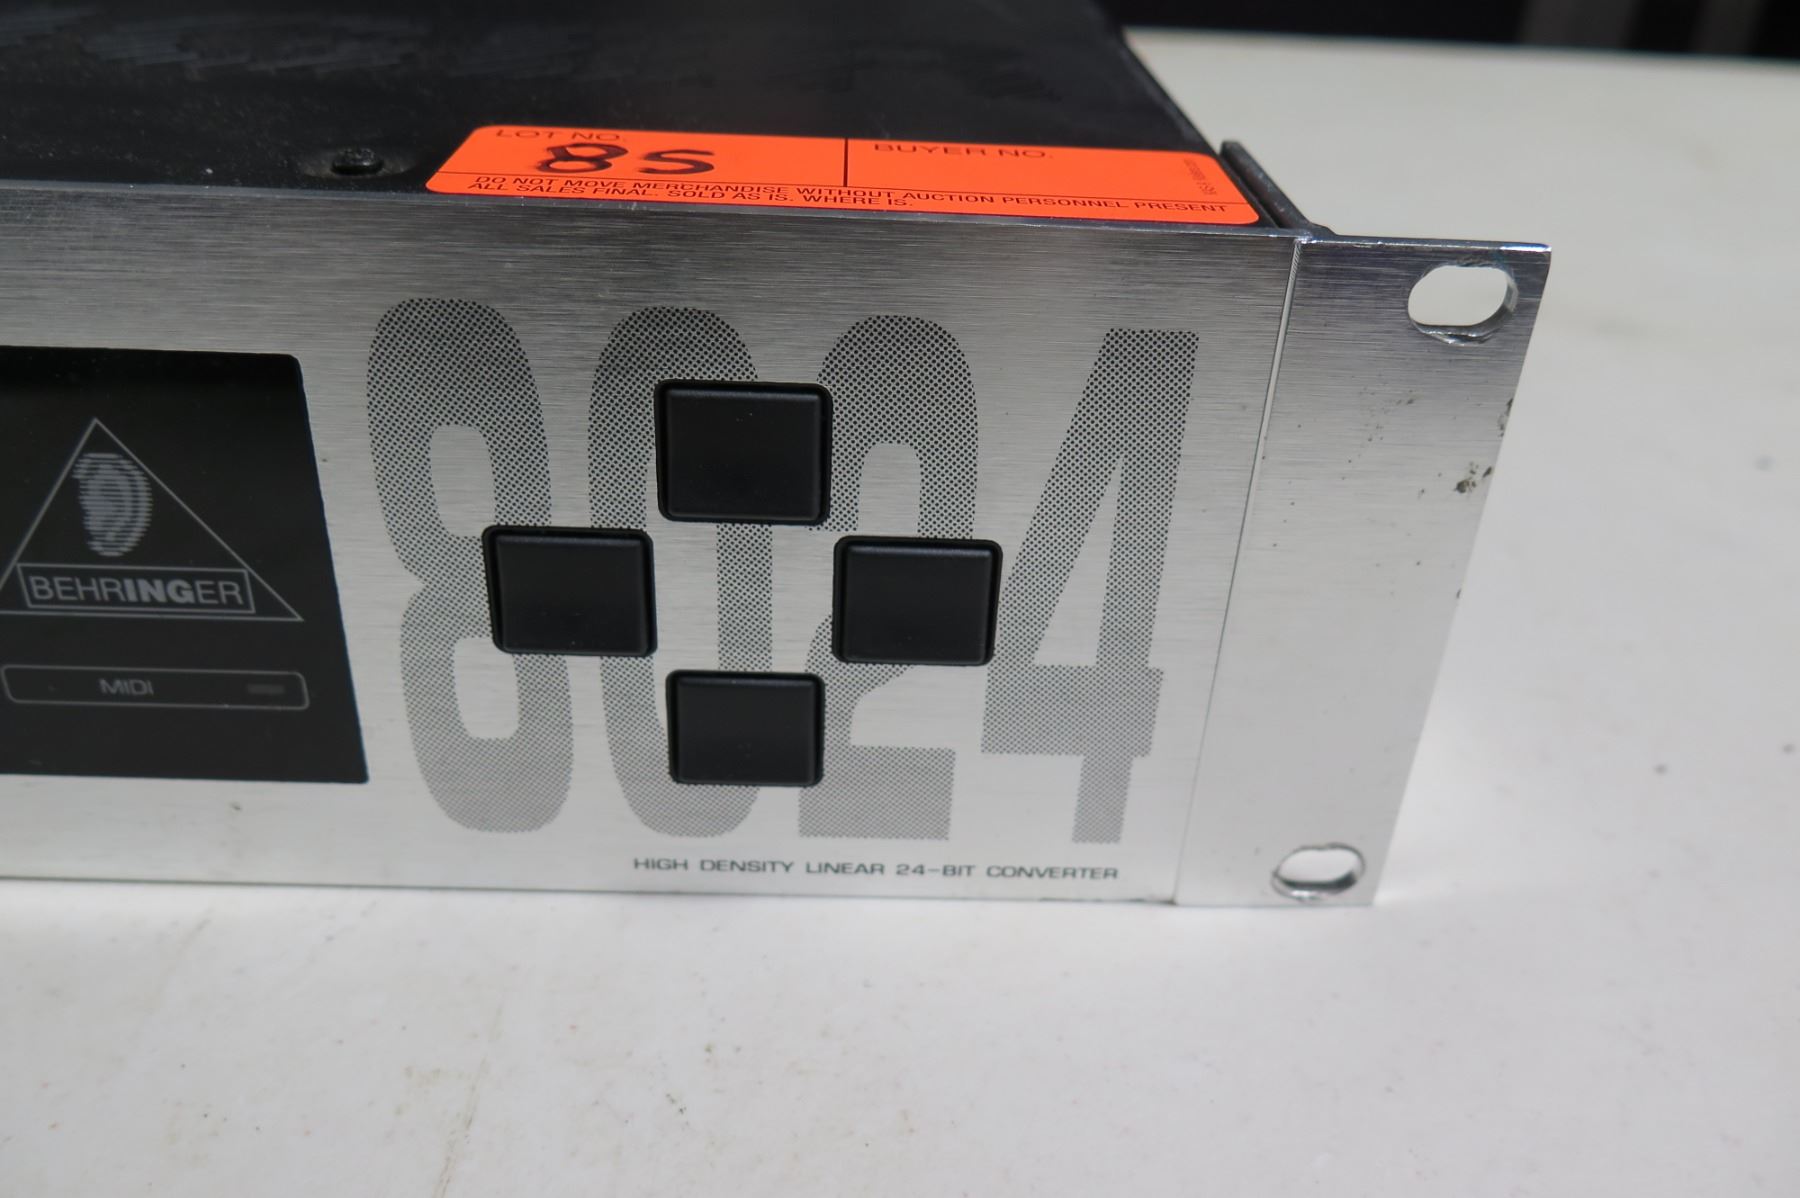 LOT NO.
85
BUYER NO.
DO NOT MOVE MERCHANDISE WITHOUT AUCTION PERSONNEL PRESENT
ALL SALES FINAL. SOLD AS IS. WHERE IS.
8024
BEHRINGER
MIDI
HIGH DENSITY LINEAR 24-BIT CONVERTER